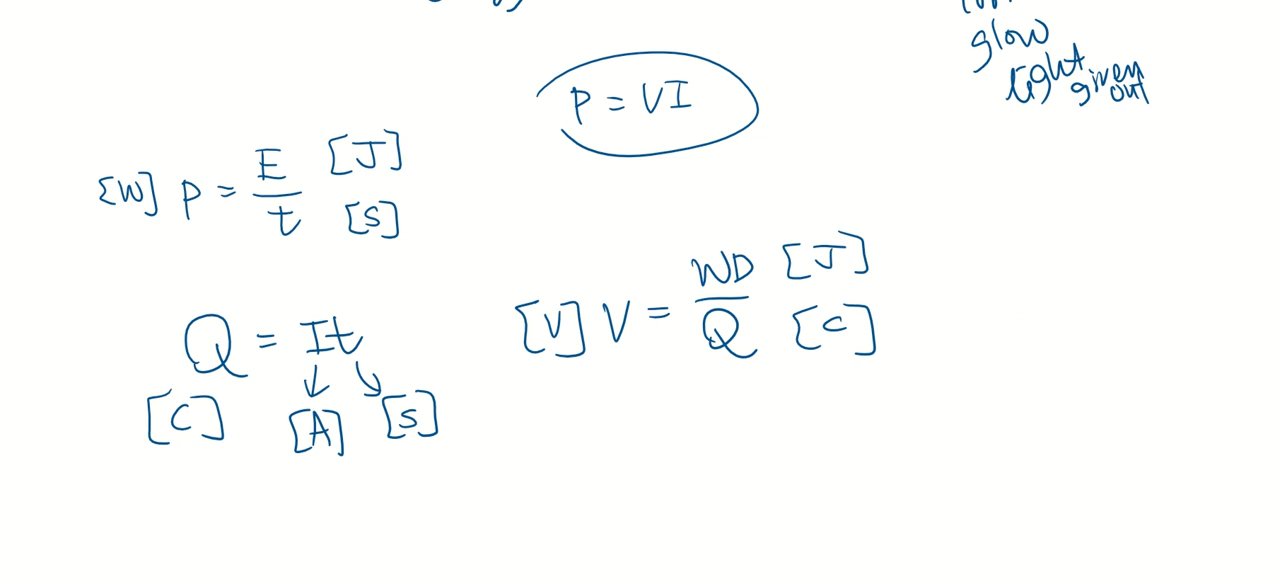 glow
light given out
P = VI
[W] P = E/t [J] [S]
V = WD/Q [J] [C]
[V]
Q = It
[C] [A] [S]